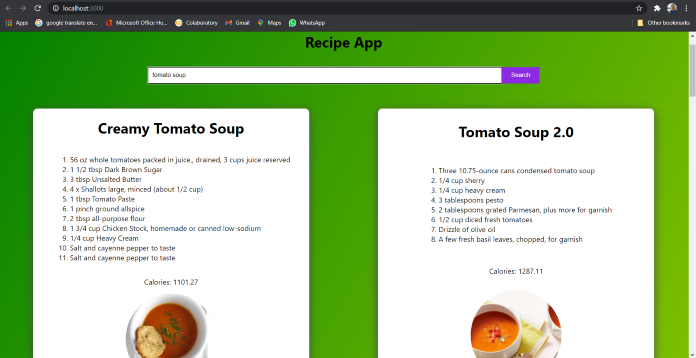 localhost:3000
Apps
google translate en...
Microsoft Office Ho...
Colaboratory
Gmail
Maps
WhatsApp
Other bookmarks
Recipe App
tomato soup
Search
Creamy Tomato Soup
1. 56 oz whole tomatoes packed in juice,, drained, 3 cups juice reserved
2. 1 1/2 tbsp Dark Brown Sugar
3. 3 tbsp Unsalted Butter
4. 4 x Shallots large, minced (about 1/2 cup)
5. 1 tbsp Tomato Paste
6. 1 pinch ground allspice
7. 2 tbsp all-purpose flour
8. 1 3/4 cup Chicken Stock, homemade or canned low-sodium
9. 1/4 cup Heavy Cream
10. Salt and cayenne pepper to taste
11. Salt and cayenne pepper to taste
Calories: 1101.27
Tomato Soup 2.0
1. Three 10.75-ounce cans condensed tomato soup
2. 1/4 cup sherry
3. 1/4 cup heavy cream
4. 3 tablespoons pesto
5. 2 tablespoons grated Parmesan, plus more for garnish
6. 1/2 cup diced fresh tomatoes
7. Drizzle of olive oil
8. A few fresh basil leaves, chopped, for garnish
Calories: 1287.11